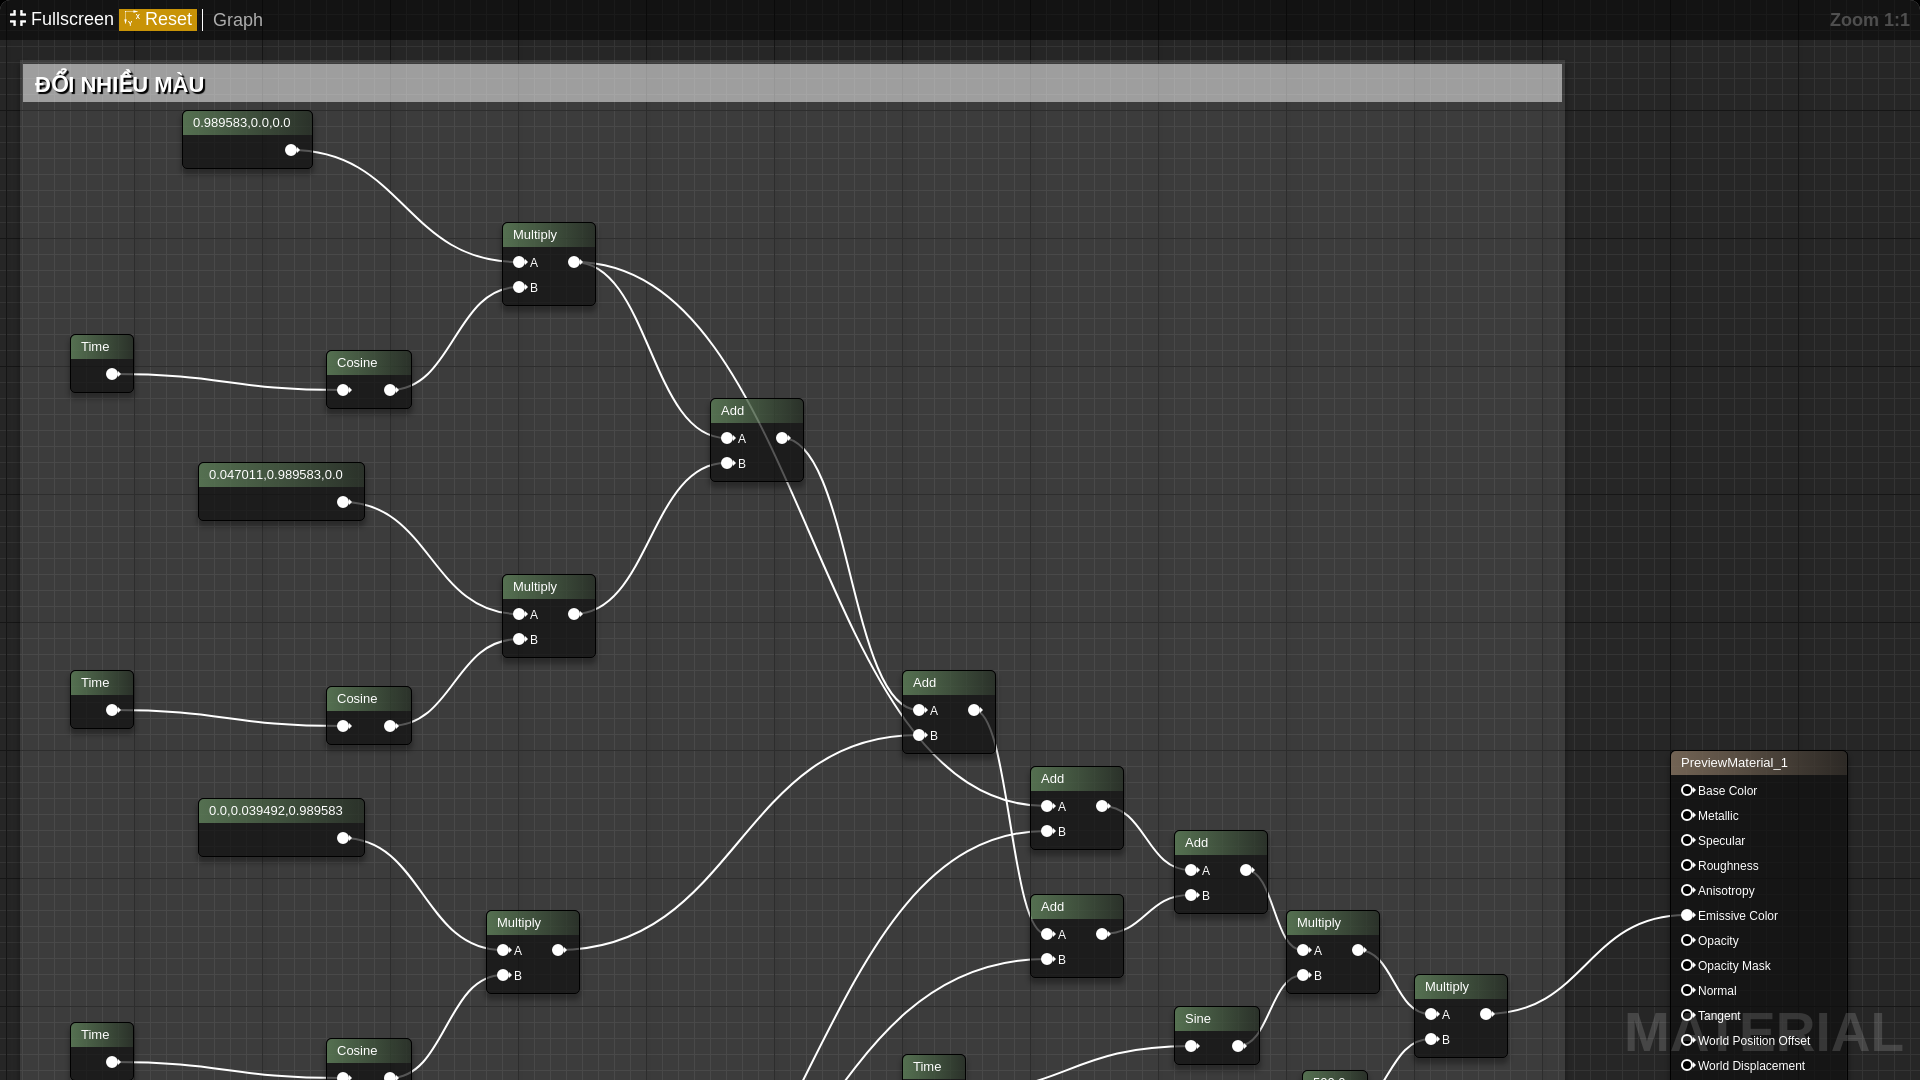 Fullscreen Reset Graph Zoom 1:1
ĐỔI NHIỀU MÀU
0.989583,0.0,0.0
Multiply
A
B
Time
Cosine
Add
A
B
0.047011,0.989583,0.0
Multiply
A
B
Time
Cosine
Add
A
B
Add
A
B
0.0,0.039492,0.989583
Add
A
B
Add
A
B
Multiply
A
B
Multiply
A
B
Multiply
A
B
Sine
Time
Cosine
Time
PreviewMaterial_1
Base Color
Metallic
Specular
Roughness
Anisotropy
Emissive Color
Opacity
Opacity Mask
Normal
Tangent
World Position Offset
World Displacement
MATERIAL